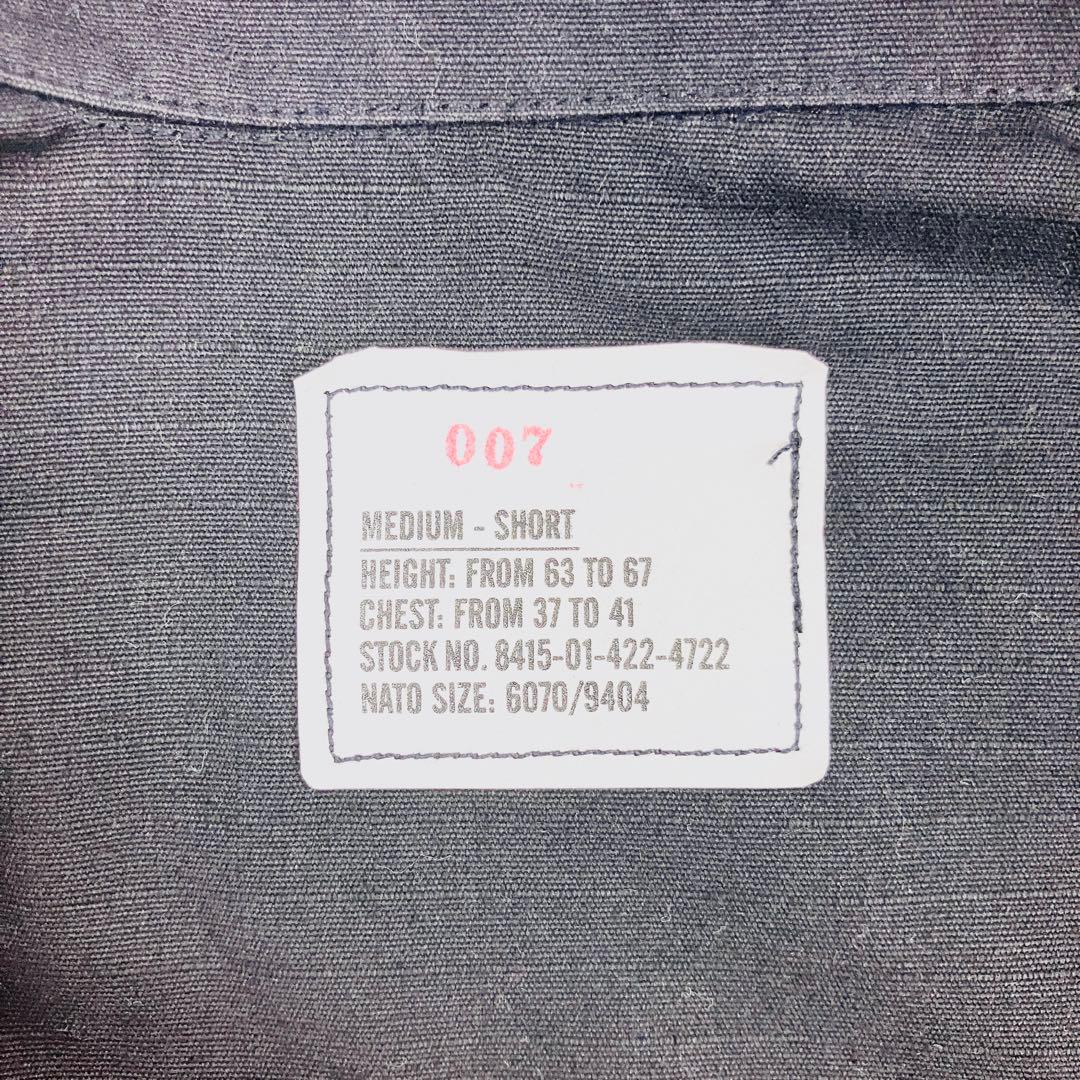 007
MEDIUM - SHORT
HEIGHT: FROM 63 TO 67
CHEST: FROM 37 TO 41
STOCK NO. 8415-01-422-4722
NATO SIZE: 6070/9404